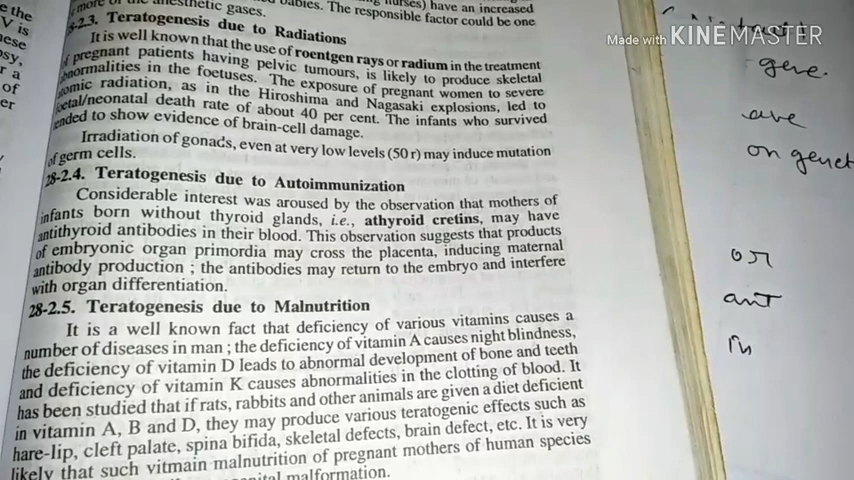 the
V is
hese
psy,
r a
of
er
more of the anesthetic gases.
babies. The responsible factor could be one
nurses) have an increased
28-2.3. Teratogenesis due to Radiations
It is well known that the use of roentgen rays or radium in the treatment
of pregnant patients having pelvic tumours, is likely to produce skeletal
abnormalities in the foetuses. The exposure of pregnant women to severe
atomic radiation, as in the Hiroshima and Nagasaki explosions, led to
foetal/neonatal death rate of about 40 per cent. The infants who survived
tended to show evidence of brain-cell damage.
Irradiation of gonads, even at very low levels (50 r) may induce mutation
of germ cells.
28-2.4. Teratogenesis due to Autoimmunization
Considerable interest was aroused by the observation that mothers of
infants born without thyroid glands, i.e., athyroid cretins, may have
antithyroid antibodies in their blood. This observation suggests that products
of embryonic organ primordia may cross the placenta, inducing maternal
antibody production ; the antibodies may return to the embryo and interfere
with organ differentiation.
28-2.5. Teratogenesis due to Malnutrition
It is a well known fact that deficiency of various vitamins causes a
number of diseases in man ; the deficiency of vitamin A causes night blindness,
the deficiency of vitamin D leads to abnormal development of bone and teeth
and deficiency of vitamin K causes abnormalities in the clotting of blood. It
has been studied that if rats, rabbits and other animals are given a diet deficient
in vitamin A, B and D, they may produce various teratogenic effects such as
hare-lip, cleft palate, spina bifida, skeletal defects, brain defect, etc. It is very
likely that such vitmain malnutrition of pregnant mothers of human species
malformation.
Made with KINEMASTER
gene.
are
on genet
or
ant